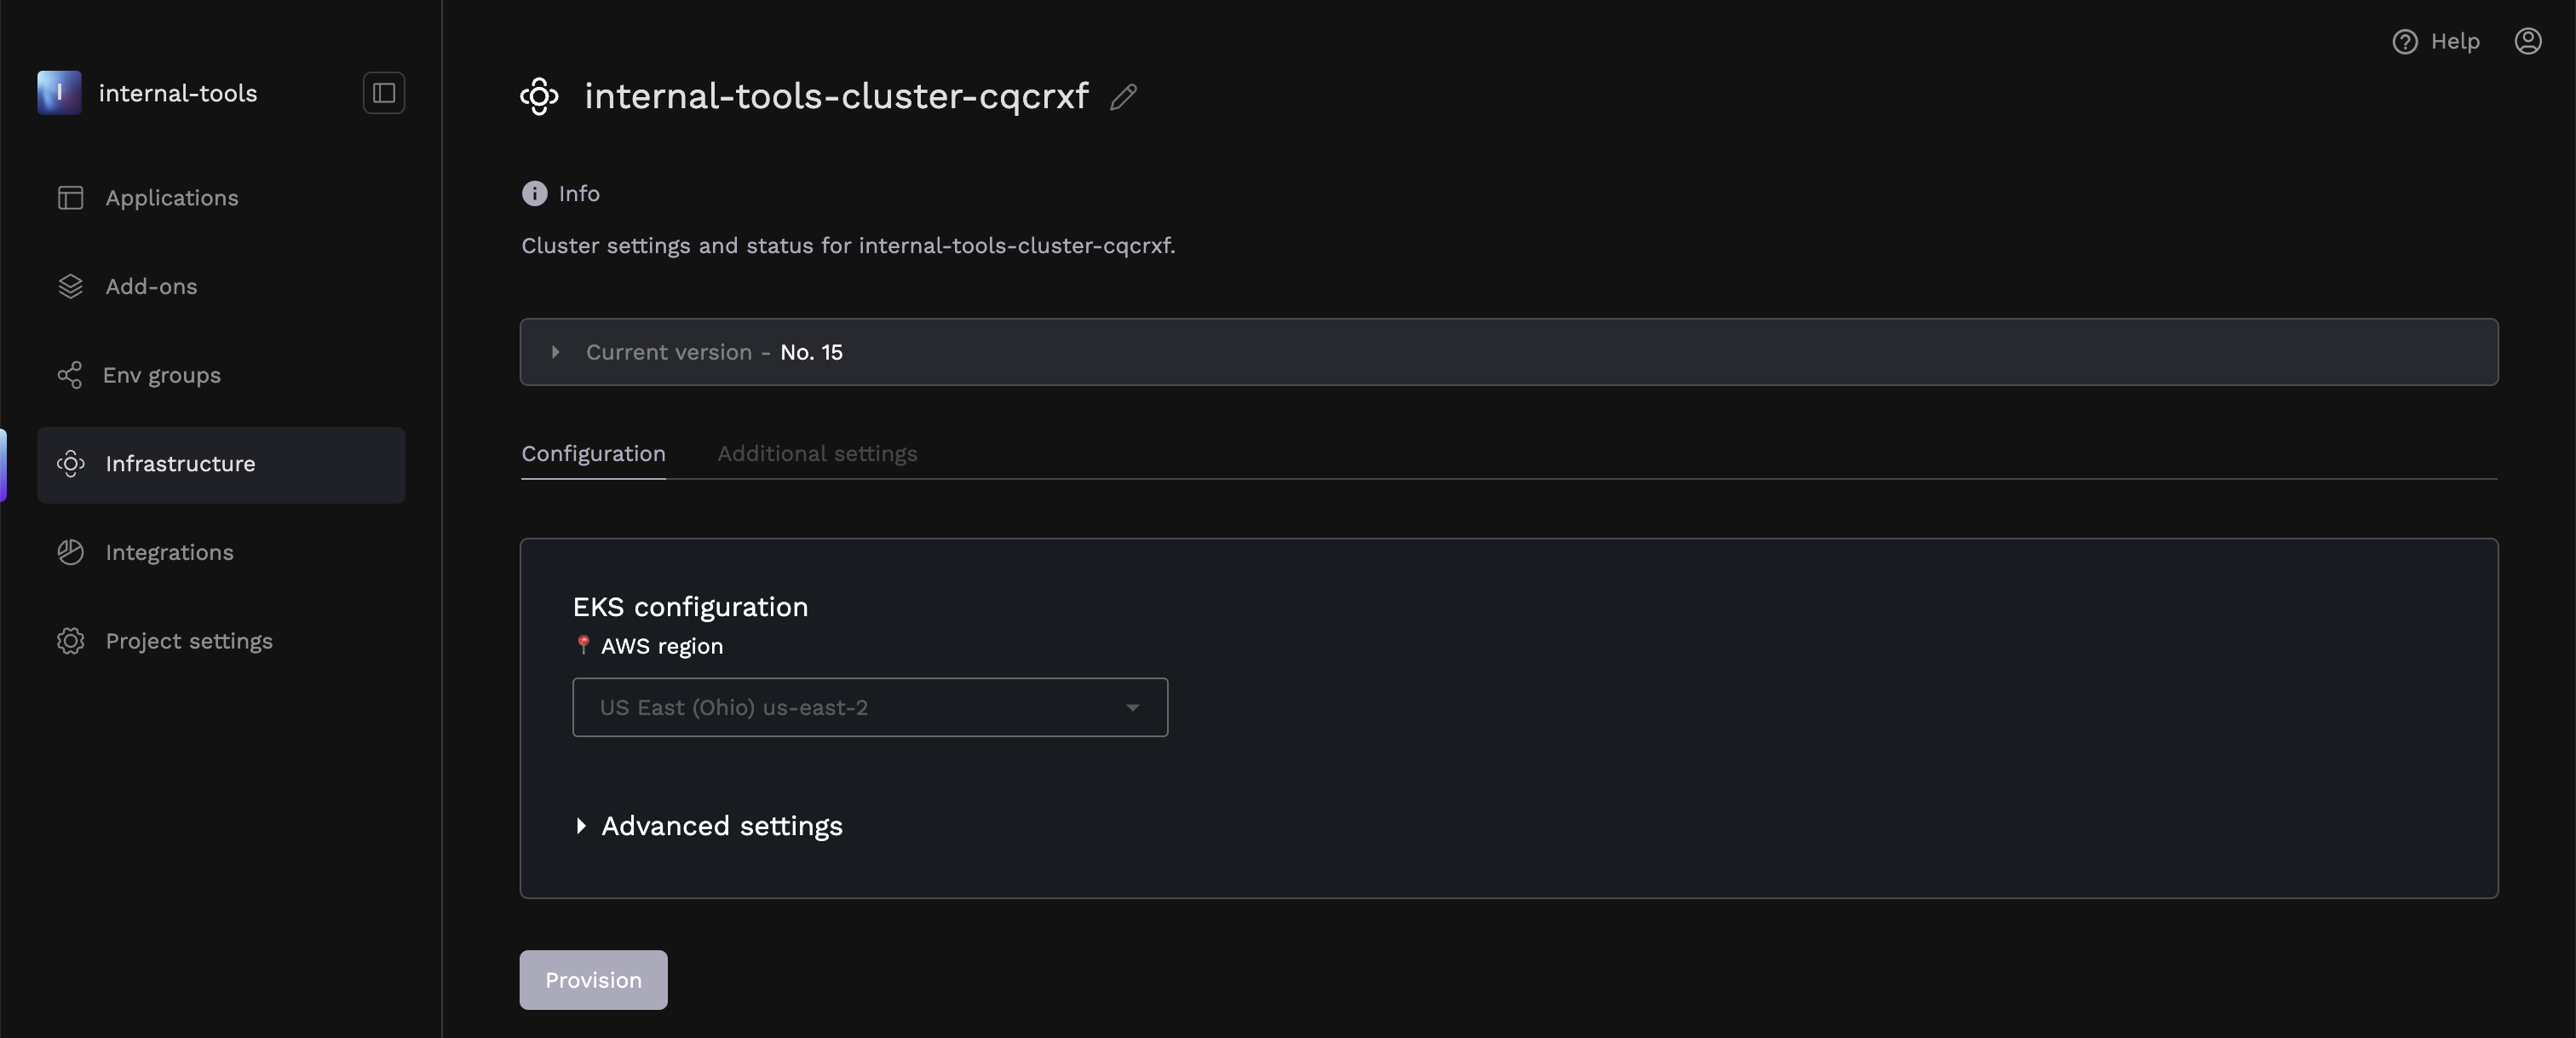 I
internal-tools
Applications
Add-ons
Env groups
Infrastructure
Integrations
Project settings
Help
internal-tools-cluster-cqcrxf
Info
Cluster settings and status for internal-tools-cluster-cqcrxf.
Current version - No. 15
Configuration
Additional settings
EKS configuration
AWS region
US East (Ohio) us-east-2
Advanced settings
Provision